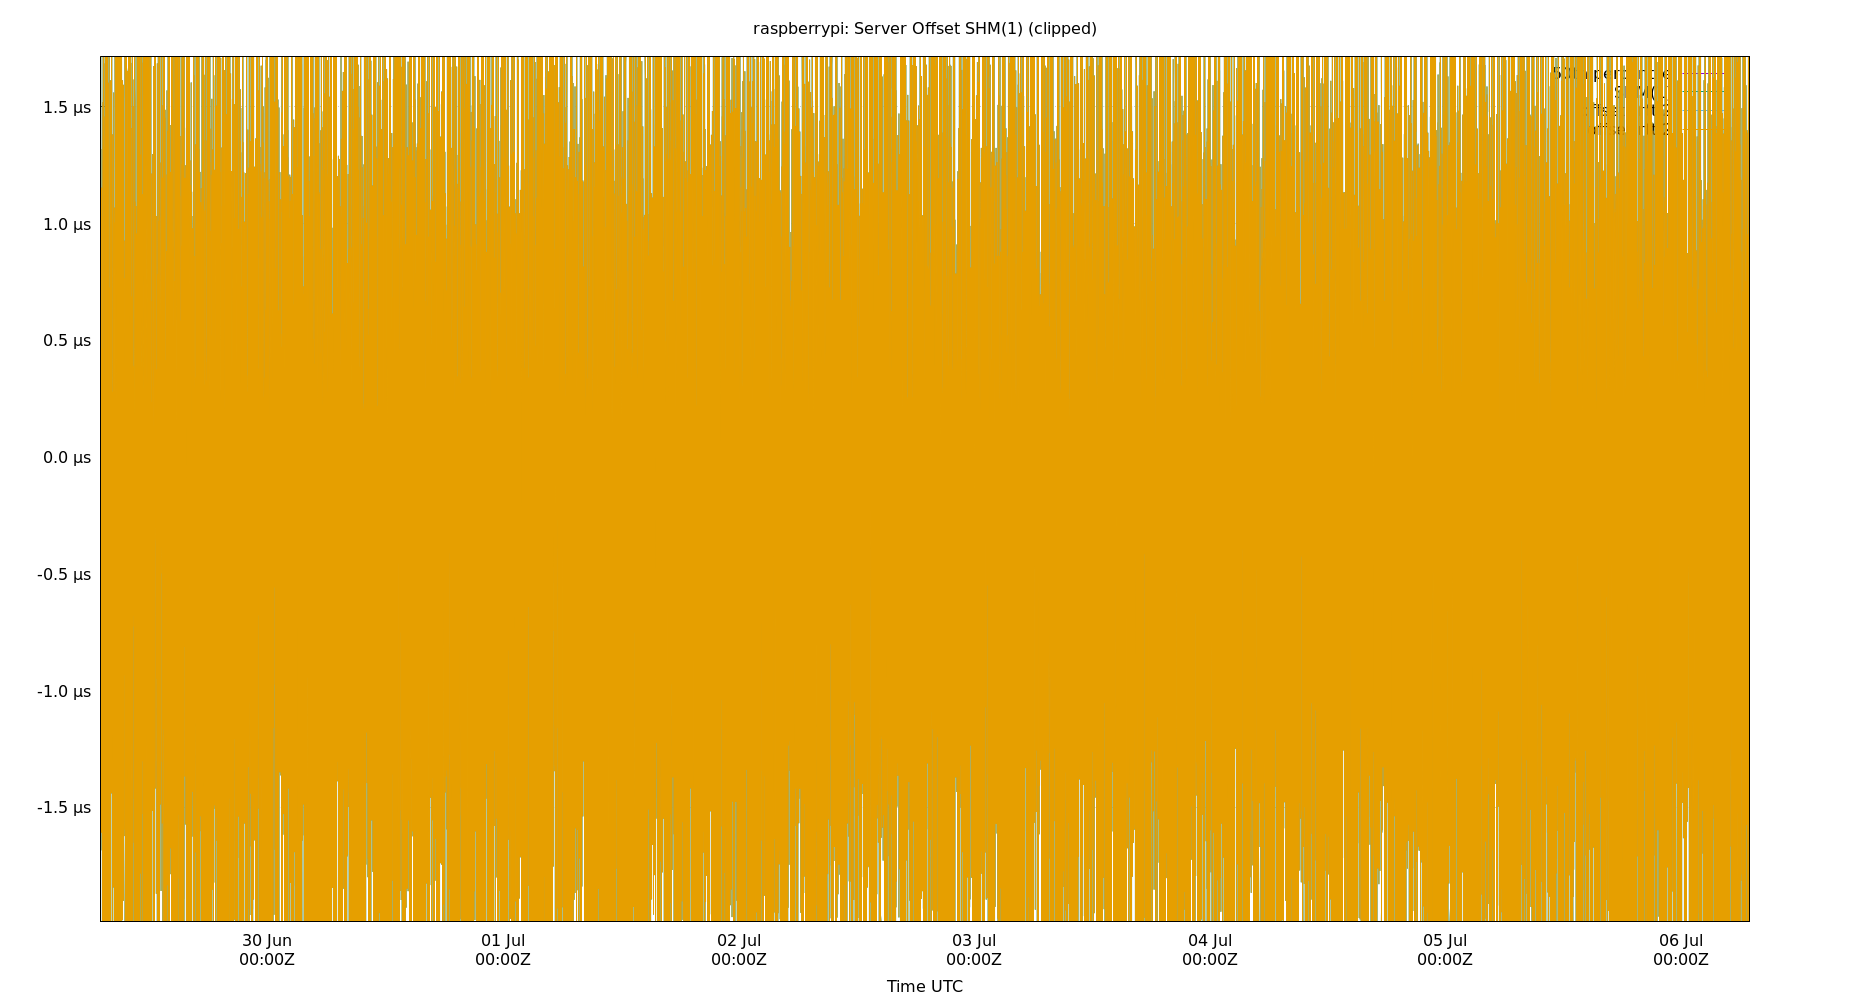 raspberrypi: Server Offset SHM(1) (clipped)
1.5 µs
1.0 µs
0.5 µs
0.0 µs
-0.5 µs
-1.0 µs
-1.5 µs
30 Jun 01 Jul 02 Jul 03 Jul 04 Jul 05 Jul 06 Jul
00:00Z 00:00Z 00:00Z 00:00Z 00:00Z 00:00Z 00:00Z
Time UTC